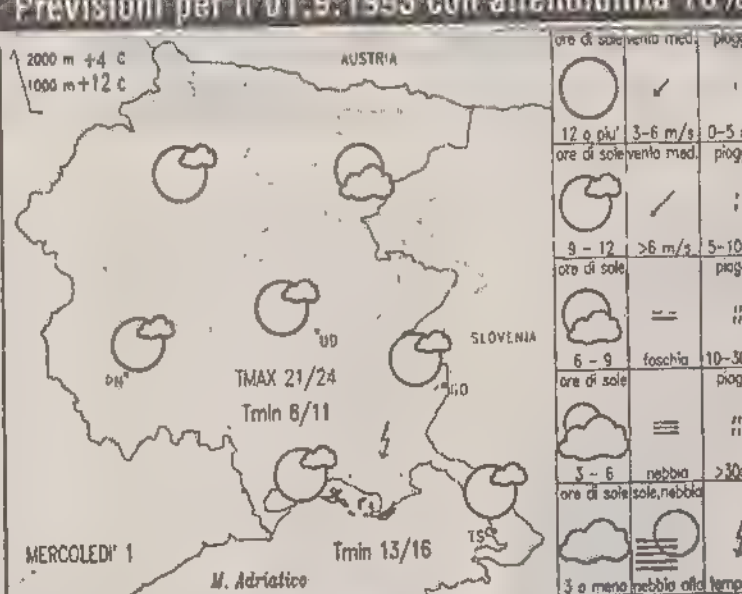 Previsioni per il 01.9.1993 con attendibilità 70%
2000 m +4 C
1000 m +12 C
AUSTRIA
SLOVENIA
UD
PN
GO
TMAX 21/24
Tmin 8/11
TS
Tmin 13/16
MERCOLEDI' 1
M. Adriatico
ore di sole vento med. piogg
12 o piu' 3-6 m/s 0-5
ore di sole vento med. piogg
9 - 12 >6 m/s 5-10
ore di sole piogg
6 - 9 foschia 10-30
ore di sole piog
3 - 6 nebbia >30
ore di sole sole,nebbia
3 o meno nebbia alta temp